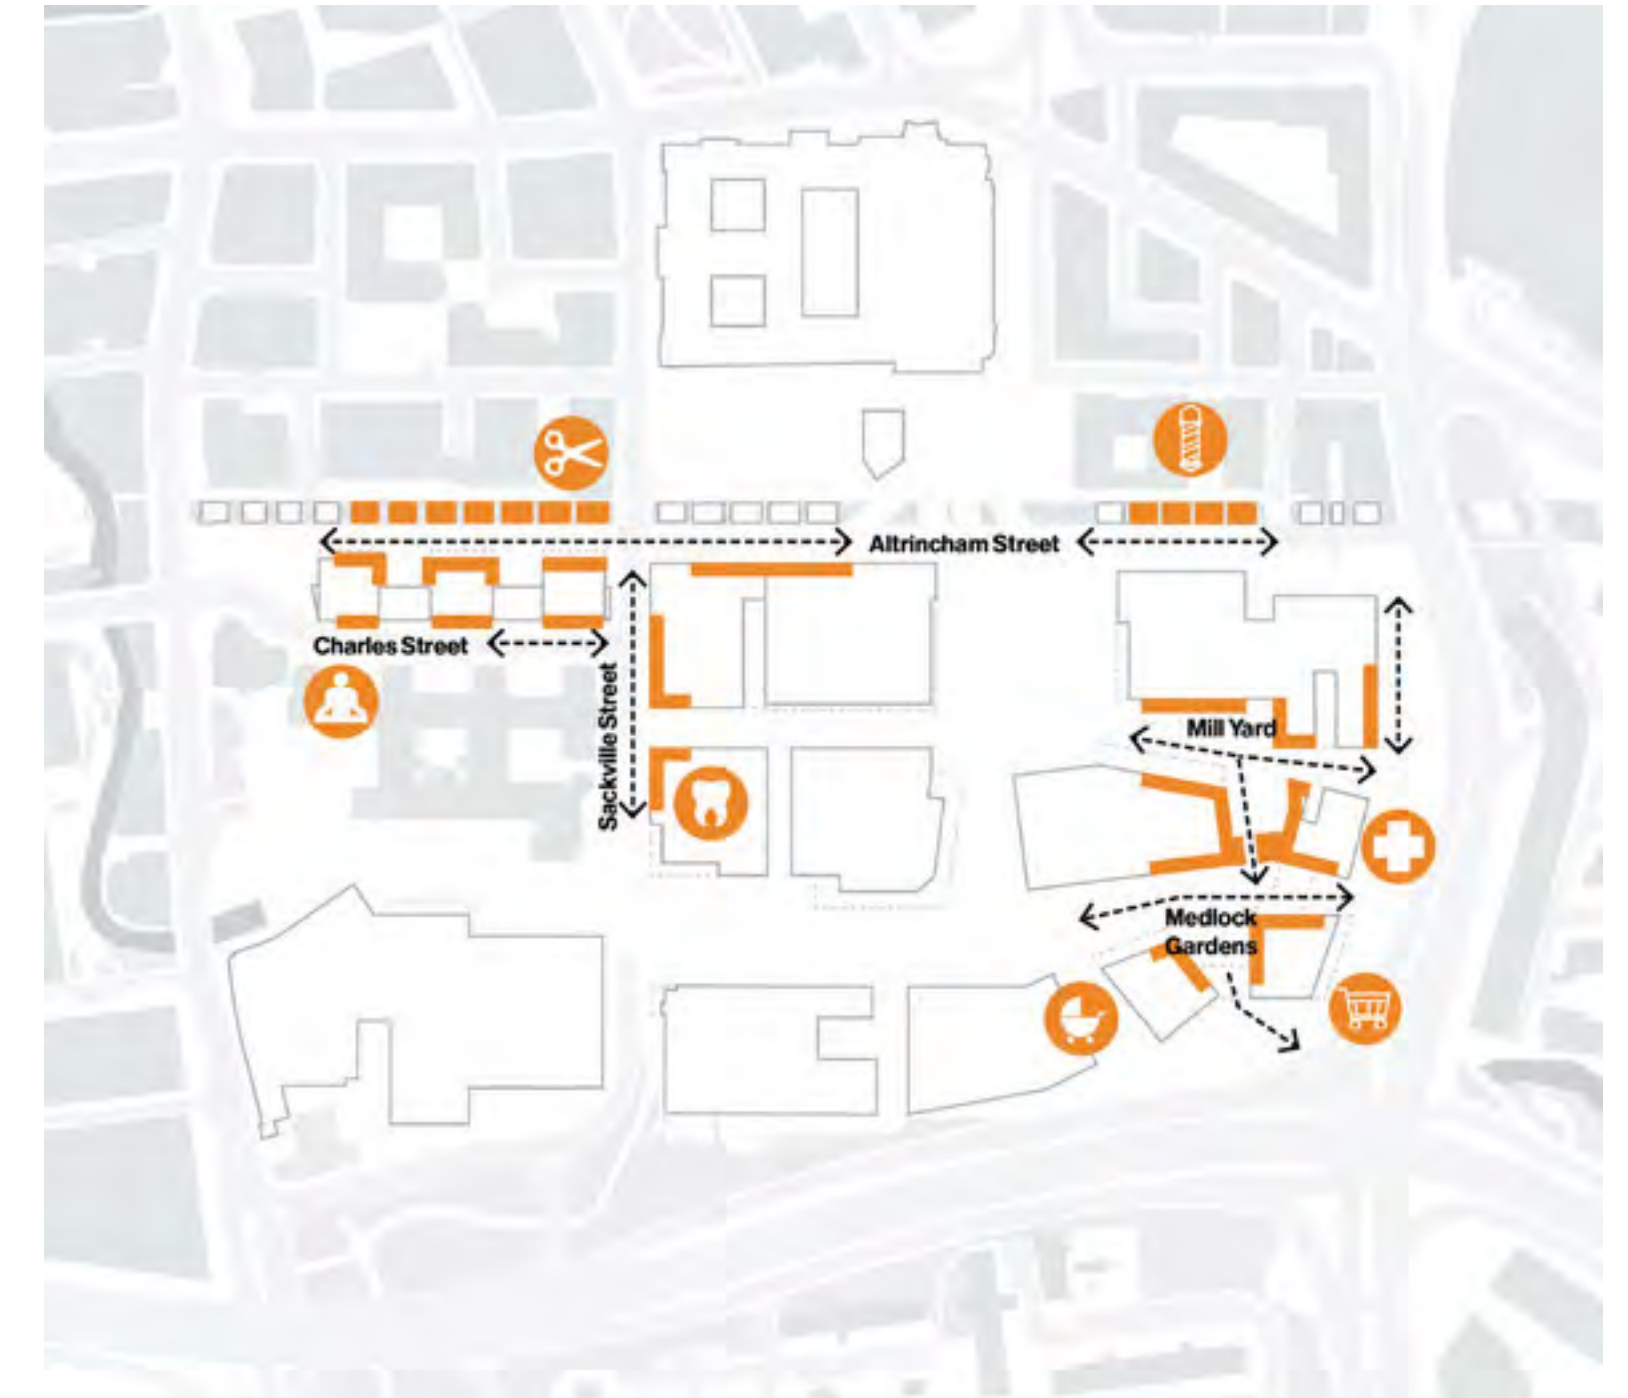 Altrincham Street
Charles Street
Sackville Street
Mill Yard
Medlock
Gardens